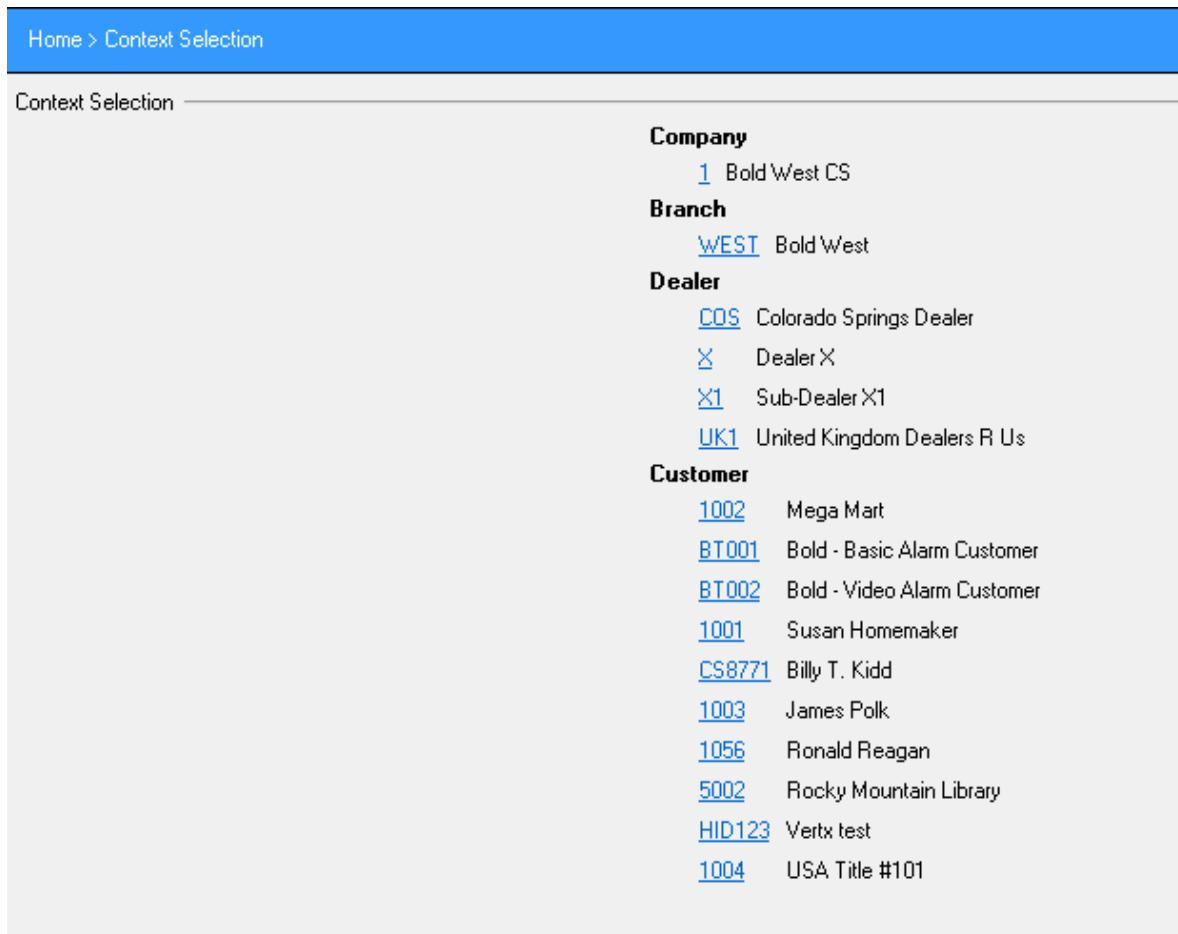 Home > Context Selection
Context Selection
Company
1 Bold West CS
Branch
WEST Bold West
Dealer
COS Colorado Springs Dealer
X Dealer X
X1 Sub-Dealer X1
UK1 United Kingdom Dealers R Us
Customer
1002 Mega Mart
BT001 Bold - Basic Alarm Customer
BT002 Bold - Video Alarm Customer
1001 Susan Homemaker
CS8771 Billy T. Kidd
1003 James Polk
1056 Ronald Reagan
5002 Rocky Mountain Library
HID123 Vertx test
1004 USA Title #101